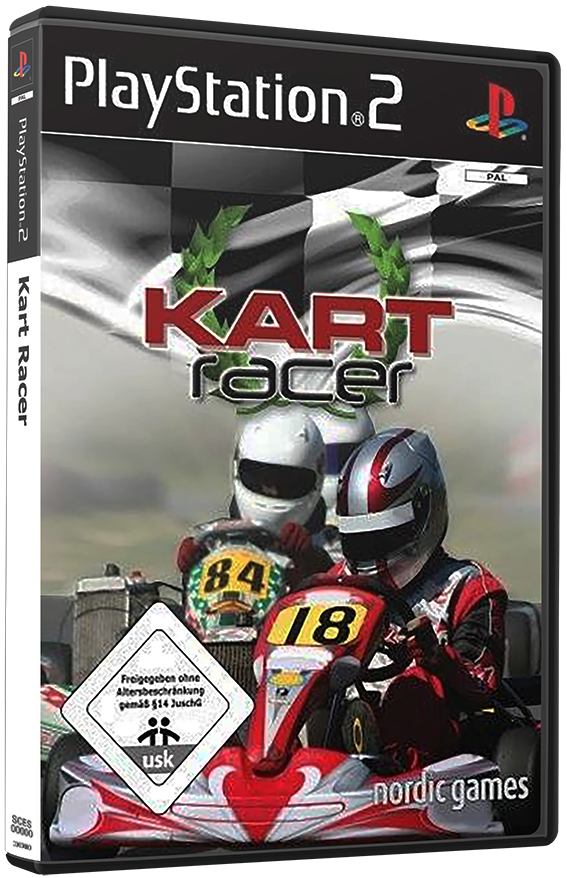 PAL
PlayStation.2
Kart Racer
SCES
00000
PlayStation®2
PAL
KART
racer
84
18
Freigegeben ohne
Altersbeschränkung
gemäß §14 JuSchG
usk
nordic games